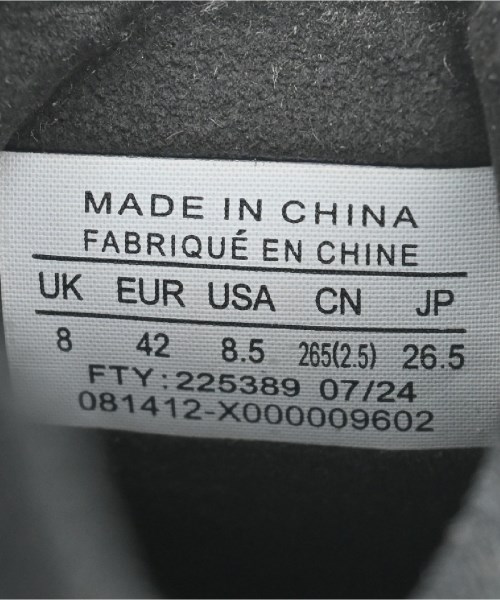 MADE IN CHINA
FABRIQUÉ EN CHINE
UK EUR USA CN JP
8 42 8.5 265(2.5) 26.5
FTY:225389 07/24
081412-X000009602